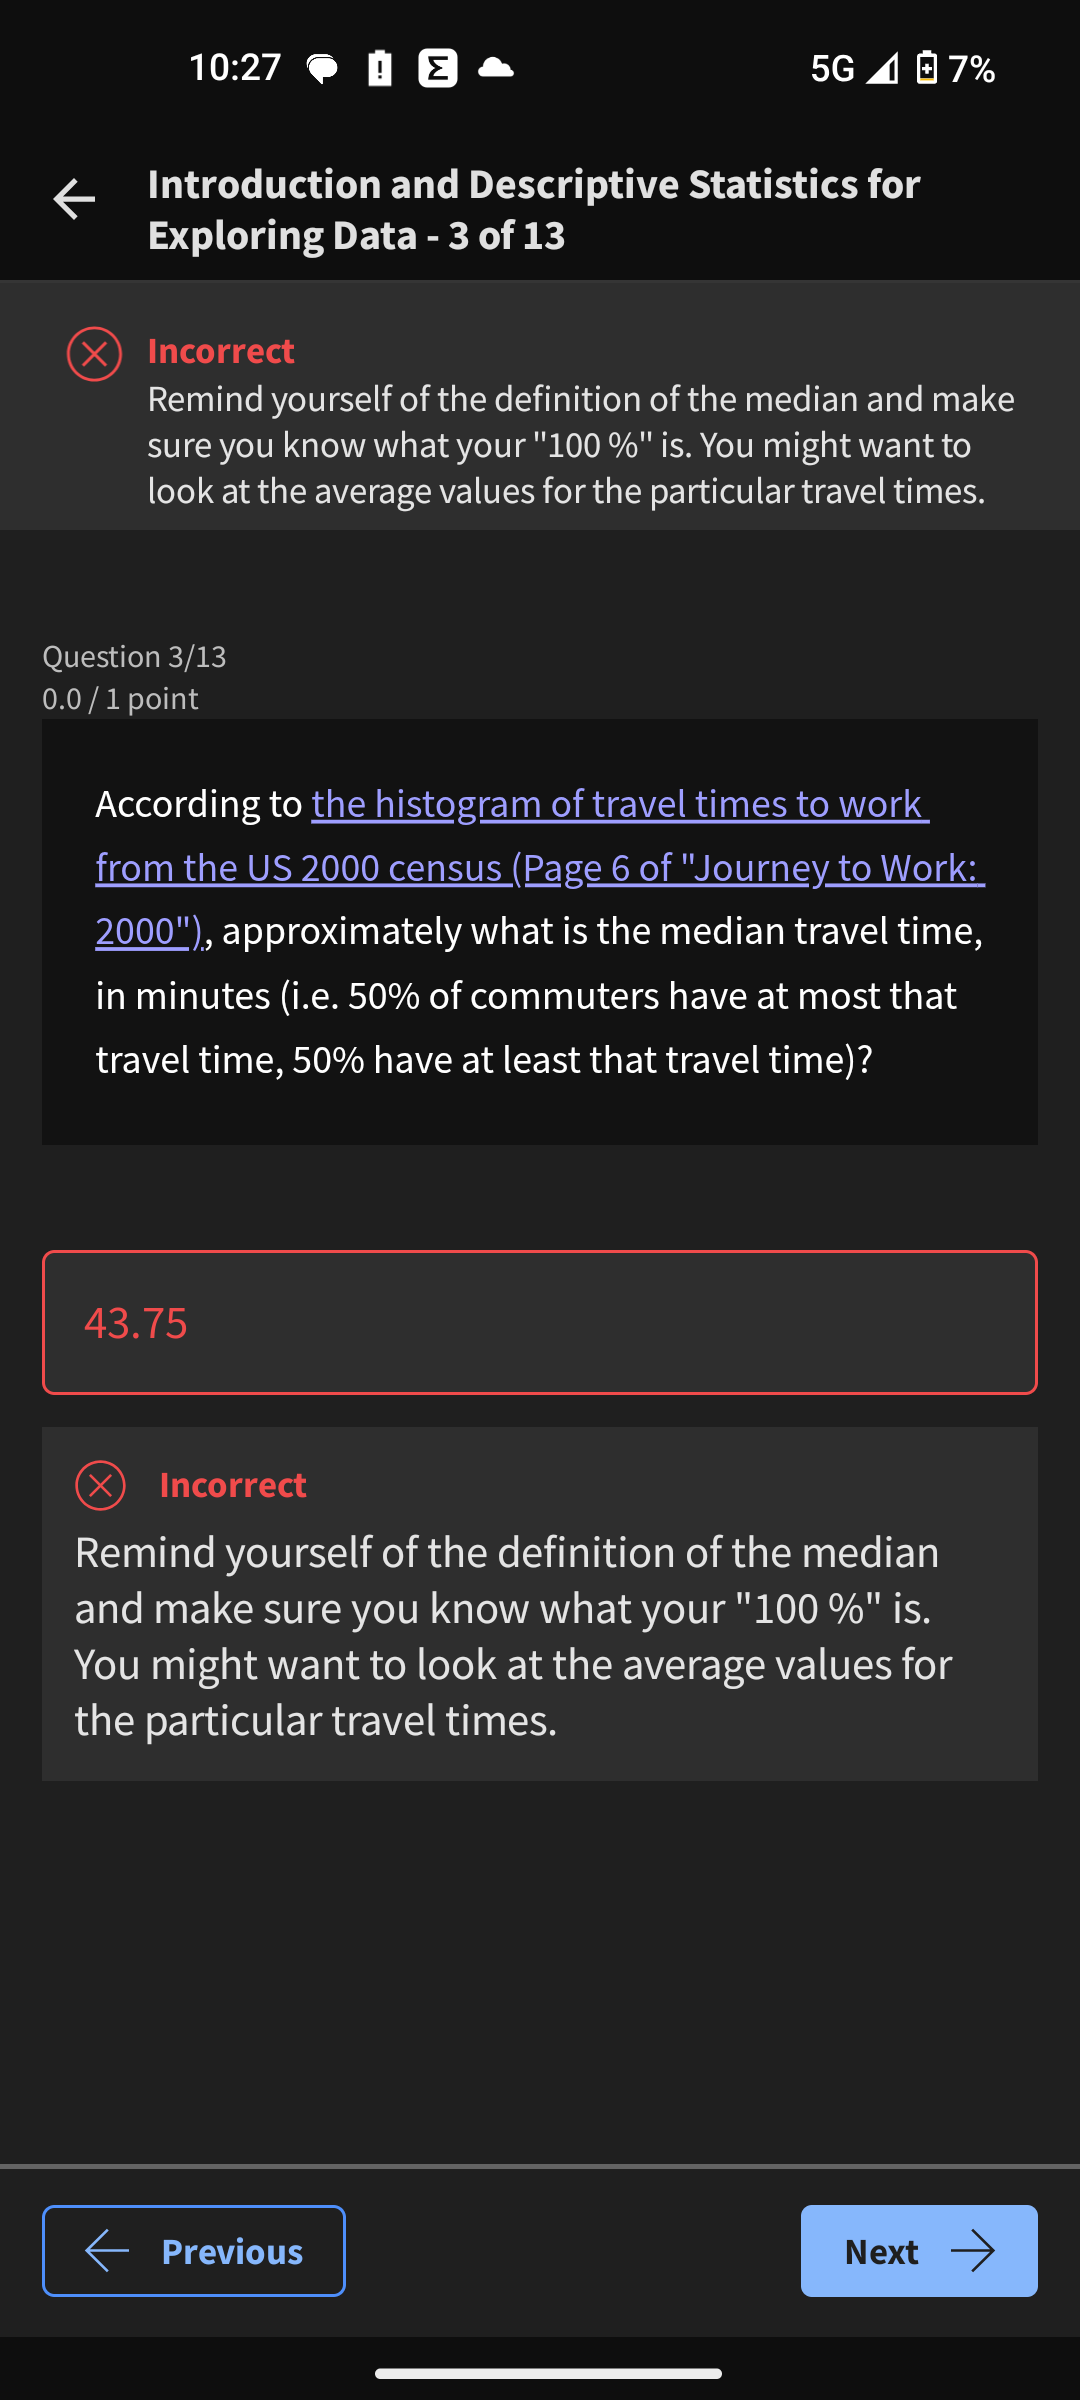 10:27
5G
7%
Introduction and Descriptive Statistics for
Exploring Data - 3 of 13
Incorrect
Remind yourself of the definition of the median and make
sure you know what your "100 %" is. You might want to
look at the average values for the particular travel times.
Question 3/13
0.0 / 1 point
According to the histogram of travel times to work
from the US 2000 census (Page 6 of "Journey to Work:
2000"), approximately what is the median travel time,
in minutes (i.e. 50% of commuters have at most that
travel time, 50% have at least that travel time)?
43.75
Incorrect
Remind yourself of the definition of the median
and make sure you know what your "100 %" is.
You might want to look at the average values for
the particular travel times.
Previous
Next